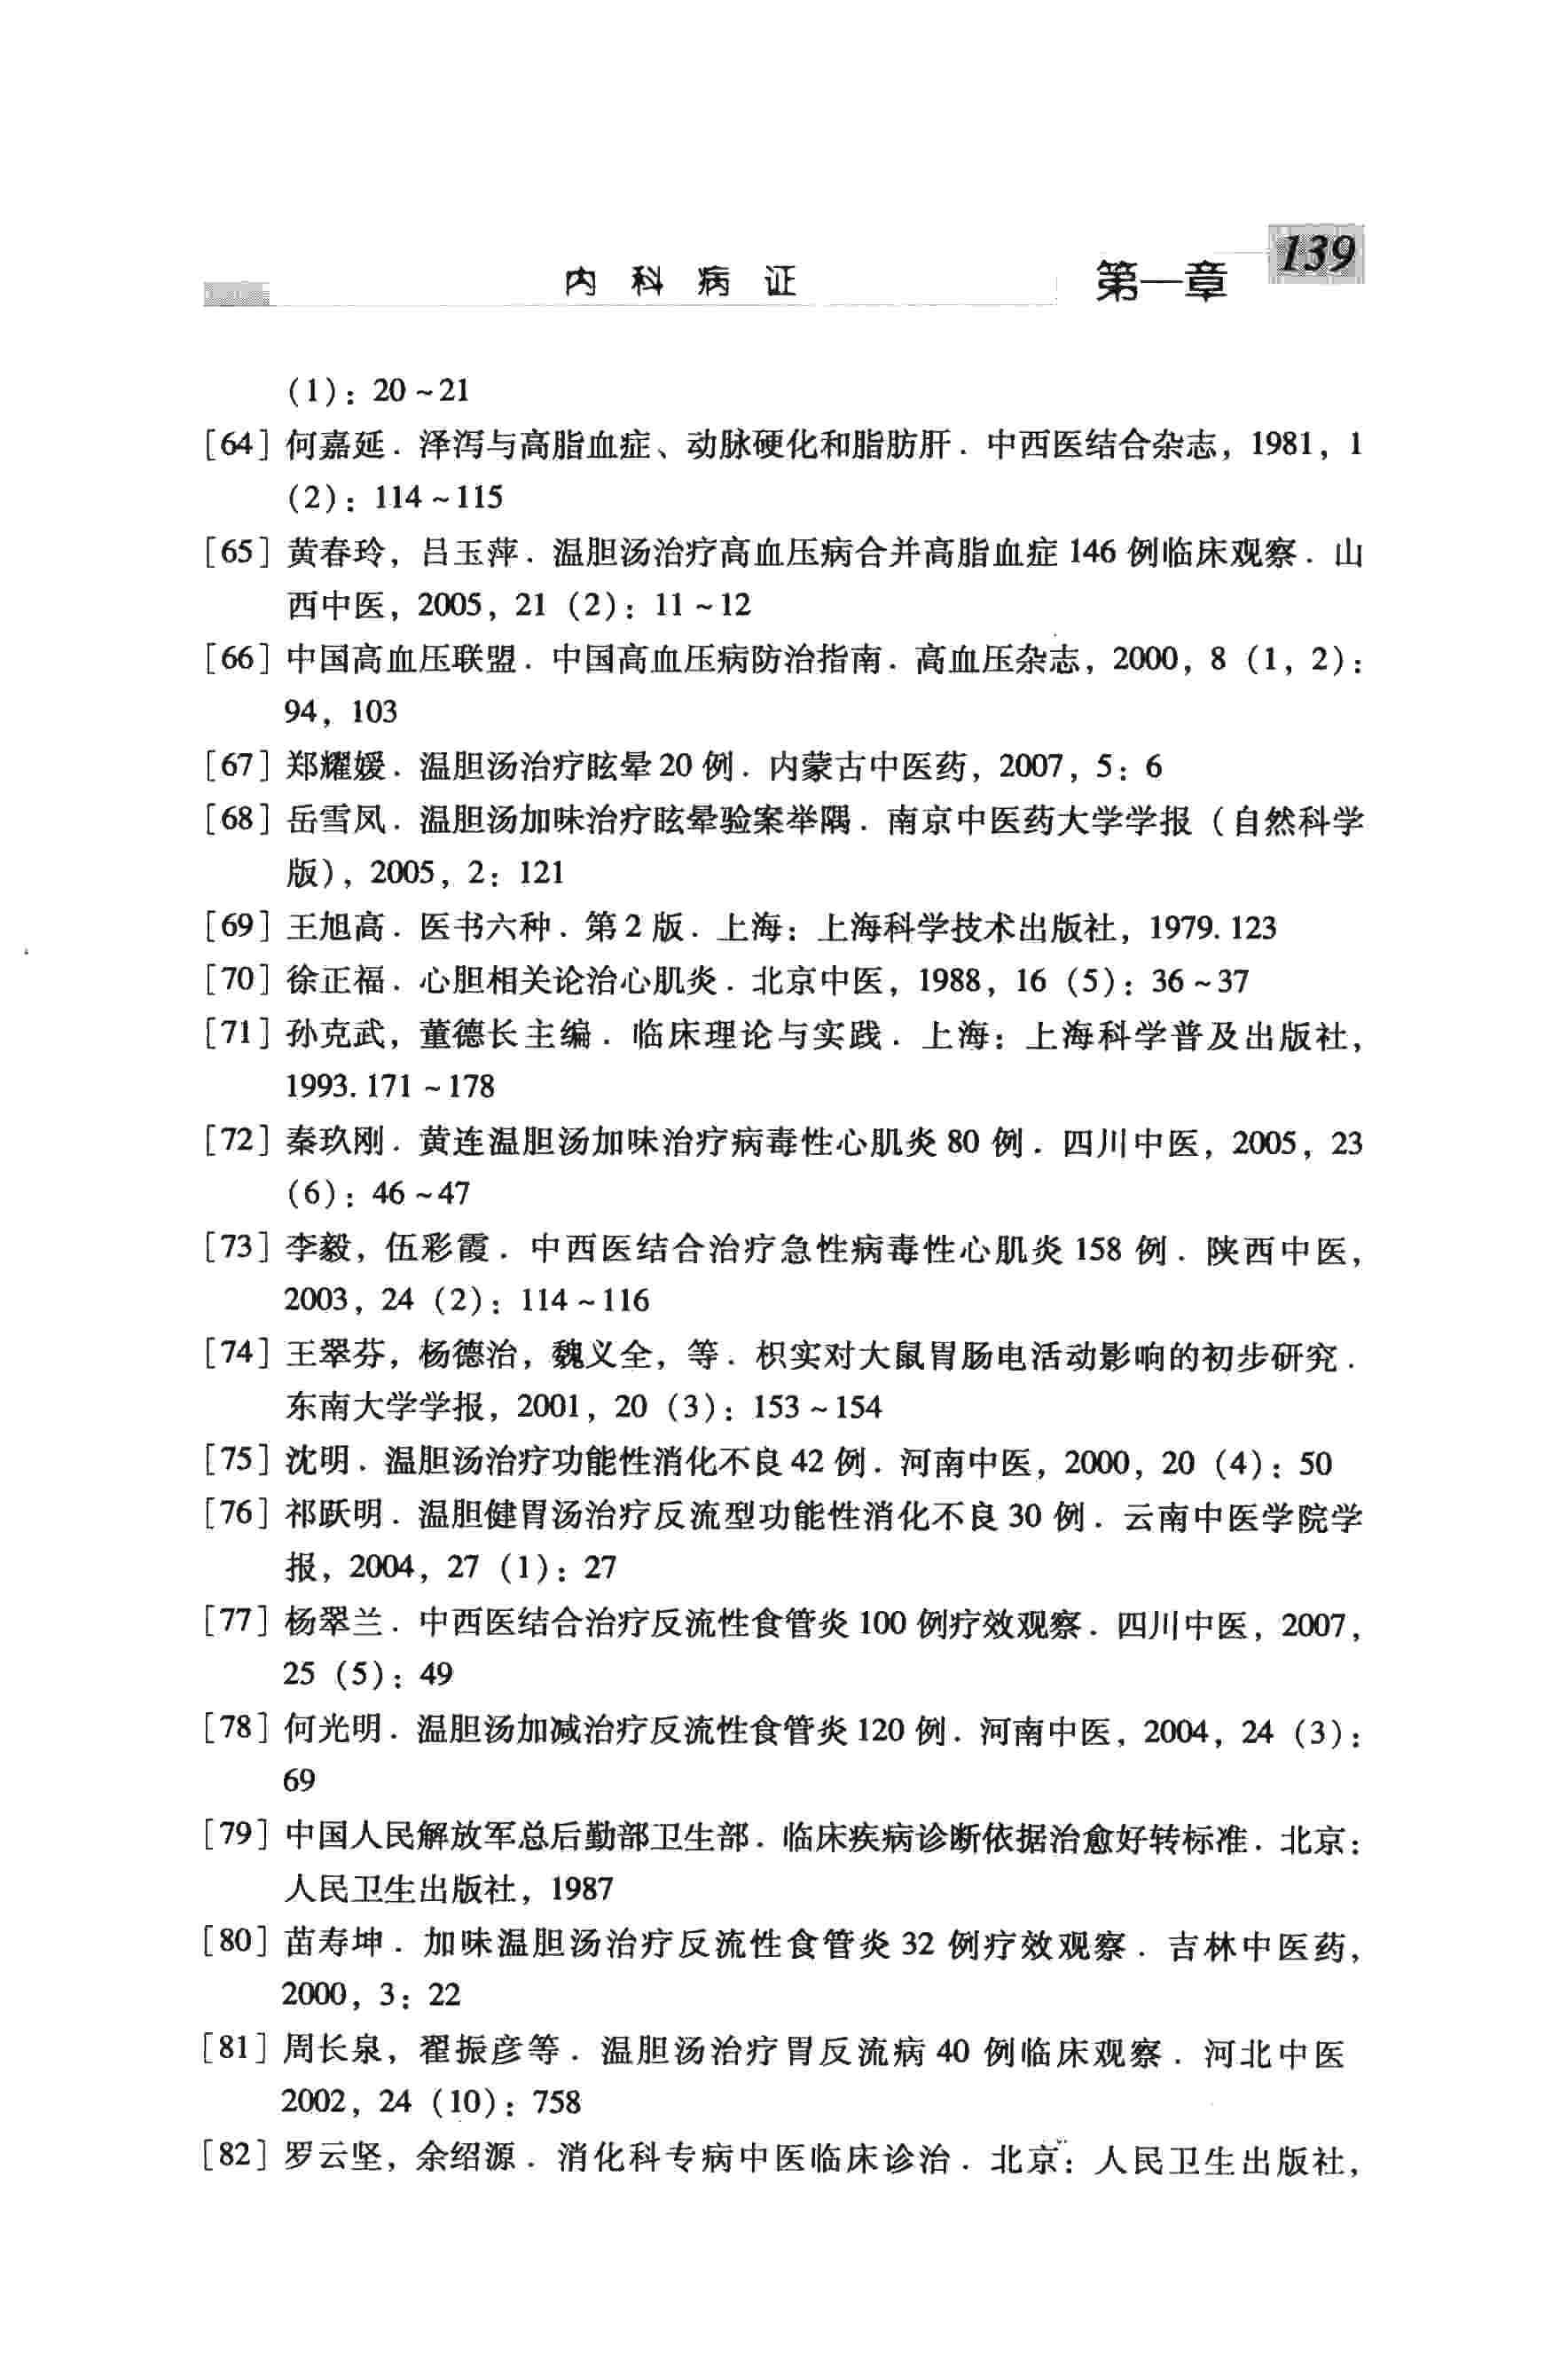 内科病证 第一章 139
(1): 20~21
[64] 何嘉延. 泽泻与高脂血症、动脉硬化和脂肪肝. 中西医结合杂志, 1981, 1
(2): 114~115
[65] 黄春玲, 吕玉萍. 温胆汤治疗高血压病合并高脂血症 146 例临床观察. 山
西中医, 2005, 21 (2): 11~12
[66] 中国高血压联盟. 中国高血压病防治指南. 高血压杂志, 2000, 8 (1, 2):
94, 103
[67] 郑耀媛. 温胆汤治疗眩晕 20 例. 内蒙古中医药, 2007, 5: 6
[68] 岳雪凤. 温胆汤加味治疗眩晕验案举隅. 南京中医药大学学报 (自然科学
版), 2005, 2: 121
[69] 王旭高. 医书六种. 第 2 版. 上海: 上海科学技术出版社, 1979. 123
[70] 徐正福. 心胆相关论治心肌炎. 北京中医, 1988, 16 (5): 36~37
[71] 孙克武, 董德长主编. 临床理论与实践. 上海: 上海科学普及出版社,
1993. 171~178
[72] 秦玖刚. 黄连温胆汤加味治疗病毒性心肌炎 80 例. 四川中医, 2005, 23
(6): 46~47
[73] 李毅, 伍彩霞. 中西医结合治疗急性病毒性心肌炎 158 例. 陕西中医,
2003, 24 (2): 114~116
[74] 王翠芬, 杨德治, 魏义全, 等. 枳实对大鼠胃肠电活动影响的初步研究.
东南大学学报, 2001, 20 (3): 153~154
[75] 沈明. 温胆汤治疗功能性消化不良 42 例. 河南中医, 2000, 20 (4): 50
[76] 祁跃明. 温胆健胃汤治疗反流型功能性消化不良 30 例. 云南中医学院学
报, 2004, 27 (1): 27
[77] 杨翠兰. 中西医结合治疗反流性食管炎 100 例疗效观察. 四川中医, 2007,
25 (5): 49
[78] 何光明. 温胆汤加减治疗反流性食管炎 120 例. 河南中医, 2004, 24 (3):
69
[79] 中国人民解放军总后勤部卫生部. 临床疾病诊断依据治愈好转标准. 北京:
人民卫生出版社, 1987
[80] 苗寿坤. 加味温胆汤治疗反流性食管炎 32 例疗效观察. 吉林中医药,
2000, 3: 22
[81] 周长泉, 翟振彦等. 温胆汤治疗胃反流病 40 例临床观察. 河北中医
2002, 24 (10): 758
[82] 罗云坚, 余绍源. 消化科专病中医临床诊治. 北京: 人民卫生出版社,